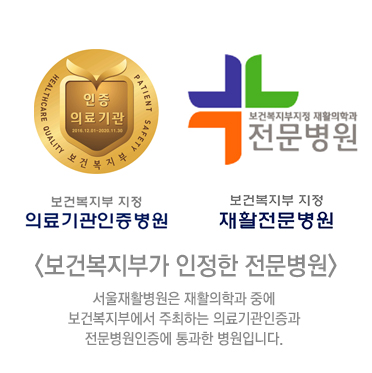 HEALTHCARE QUALITY
PATIENT SAFETY
인증
의료기관
보건복지부
보건복지부지정 재활의학과
전문병원
보건복지부 지정
의료기관인증병원
보건복지부 지정
재활전문병원
<보건복지부가 인정한 전문병원>
서울재활병원은 재활의학과 중에
보건복지부에서 주최하는 의료기관인증과
전문병원인증에 통과한 병원입니다.